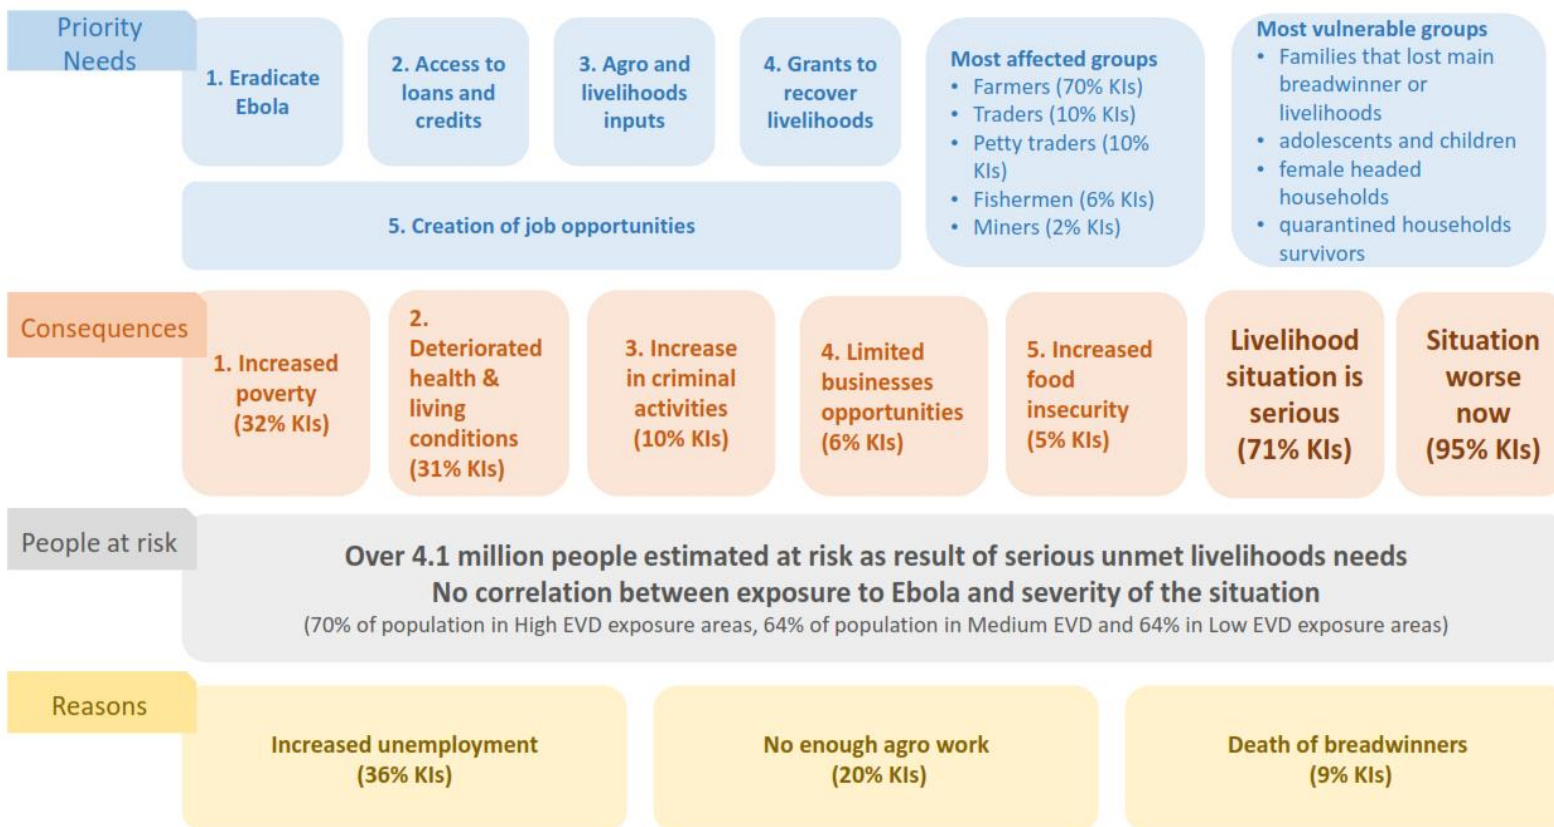 Priority
Needs
1. Eradicate
Ebola
2. Access to
loans and
credits
3. Agro and
livelihoods
inputs
4. Grants to
recover
livelihoods
5. Creation of job opportunities
Most affected groups
• Farmers (70% KIs)
• Traders (10% KIs)
• Petty traders (10%
KIs)
• Fishermen (6% KIs)
• Miners (2% KIs)
Most vulnerable groups
• Families that lost main
breadwinner or
livelihoods
• adolescents and children
• female headed
households
• quarantined households
survivors
Consequences
1. Increased
poverty
(32% KIs)
2.
Deteriorated
health &
living
conditions
(31% KIs)
3. Increase
in criminal
activities
(10% KIs)
4. Limited
businesses
opportunities
(6% KIs)
5. Increased
food
insecurity
(5% KIs)
Livelihood
situation is
serious
(71% KIs)
Situation
worse
now
(95% KIs)
People at risk
Over 4.1 million people estimated at risk as result of serious unmet livelihoods needs
No correlation between exposure to Ebola and severity of the situation
(70% of population in High EVD exposure areas, 64% of population in Medium EVD and 64% in Low EVD exposure areas)
Reasons
Increased unemployment
(36% KIs)
No enough agro work
(20% KIs)
Death of breadwinners
(9% KIs)